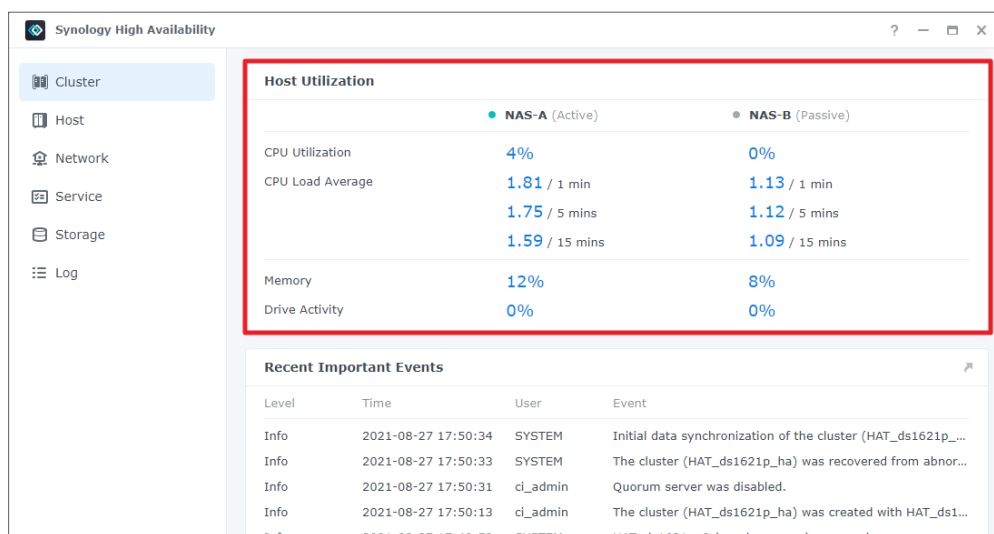 Synology High Availability
Cluster
Host
Network
Service
Storage
Log
Host Utilization
NAS-A (Active) NAS-B (Passive)
CPU Utilization 4% 0%
CPU Load Average 1.81 / 1 min 1.13 / 1 min
1.75 / 5 mins 1.12 / 5 mins
1.59 / 15 mins 1.09 / 15 mins
Memory 12% 8%
Drive Activity 0% 0%
Recent Important Events
Level Time User Event
Info 2021-08-27 17:50:34 SYSTEM Initial data synchronization of the cluster (HAT_ds1621p_...
Info 2021-08-27 17:50:33 SYSTEM The cluster (HAT_ds1621p_ha) was recovered from abnor...
Info 2021-08-27 17:50:31 ci_admin Quorum server was disabled.
Info 2021-08-27 17:50:13 ci_admin The cluster (HAT_ds1621p_ha) was created with HAT_ds1...